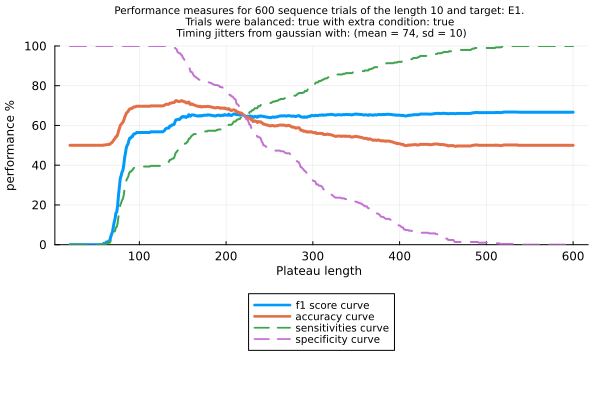 Performance measures for 600 sequence trials of the length 10 and target: E1.
Trials were balanced: true with extra condition: true
Timing jitters from gaussian with: (mean = 74, sd = 10)
100
80
60
40
20
0
performance %
100 200 300 400 500 600
Plateau length
f1 score curve
accuracy curve
sensitivities curve
specificity curve